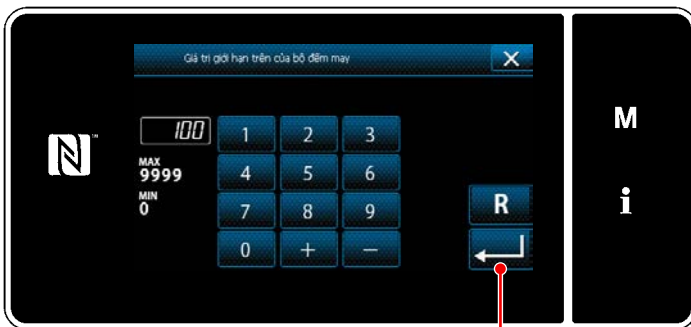 Giá trị giới hạn trên của bộ đếm may
X
100
1 2 3
MAX
9999
4 5 6
MIN
0
7 8 9
0 + −
R
M
i
N